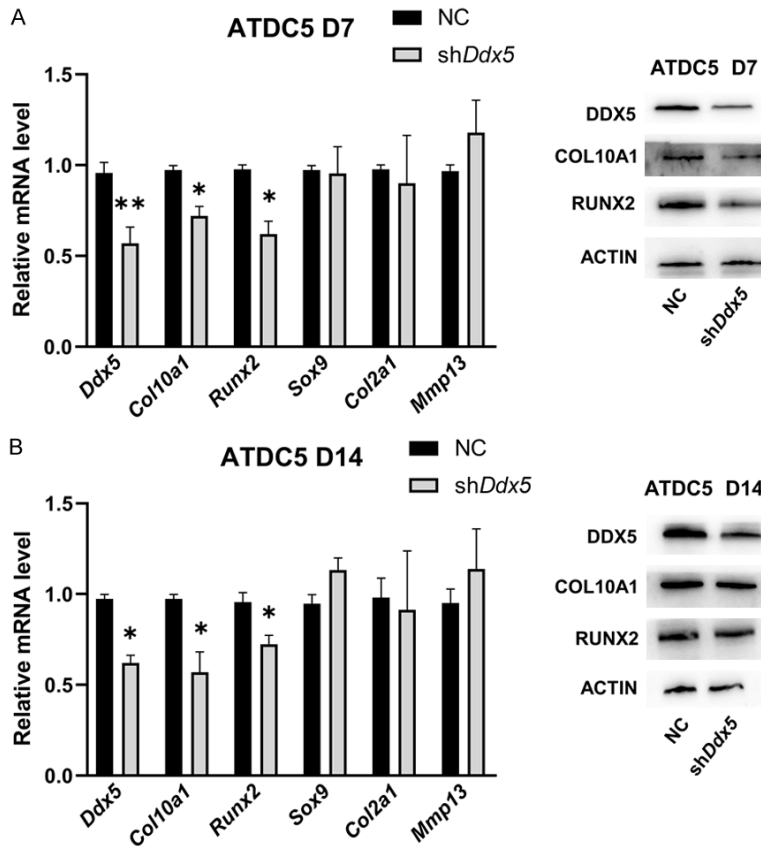 A
ATDC5 D7
NC
shDdx5
Relative mRNA level
1.5
1.0
0.5
0.0
**
*
*
Ddx5
Col10a1
Runx2
Sox9
Col2a1
Mmp13
ATDC5 D7
DDX5
COL10A1
RUNX2
ACTIN
NC
shDdx5
B
ATDC5 D14
NC
shDdx5
Relative mRNA level
1.5
1.0
0.5
0.0
*
*
*
Ddx5
Col10a1
Runx2
Sox9
Col2a1
Mmp13
ATDC5 D14
DDX5
COL10A1
RUNX2
ACTIN
NC
shDdx5